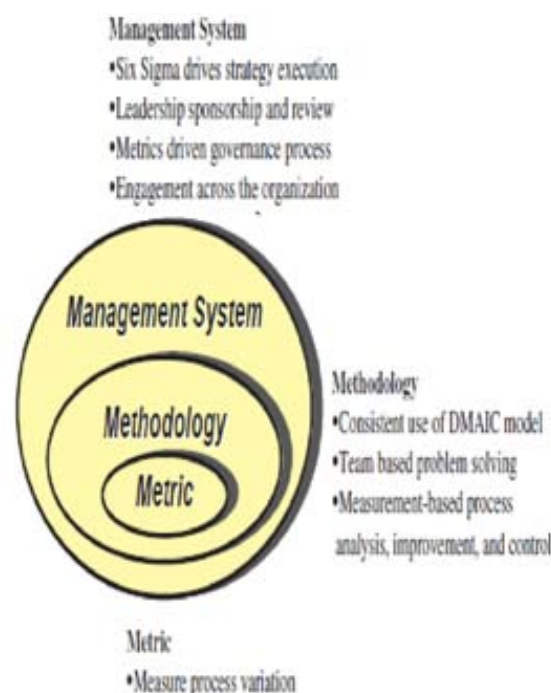 Management System
•Six Sigma drives strategy execution
•Leadership sponsorship and review
•Metrics driven governance process
•Engagement across the organization
Management System
Methodology
Metric
Methodology
•Consistent use of DMAIC model
•Team based problem solving
•Measurement-based process
analysis, improvement, and control
Metric
•Measure process variation